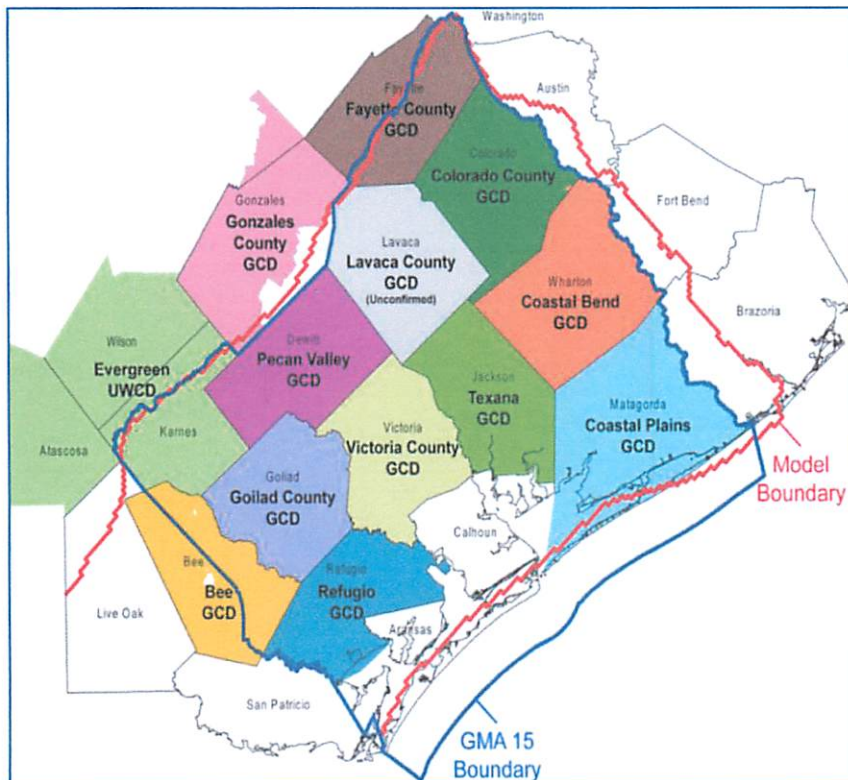 Washington
Austin
Fayette
Fayette County
GCD
Colorado
Colorado County
GCD
Fort Bend
Gonzales
Gonzales
County
GCD
Lavaca
Lavaca County
GCD
(Unconfirmed)
Wharton
Coastal Bend
GCD
Brazoria
Wilson
Evergreen
UWCD
Dewitt
Pecan Valley
GCD
Jackson
Texana
GCD
Matagorda
Coastal Plains
GCD
Atascosa
Karnes
Victoria
Victoria County
GCD
Model
Boundary
Goliad
Goilad County
GCD
Calhoun
Bee
Bee
GCD
Refugio
Refugio
GCD
Live Oak
Aransas
San Patricio
GMA 15
Boundary